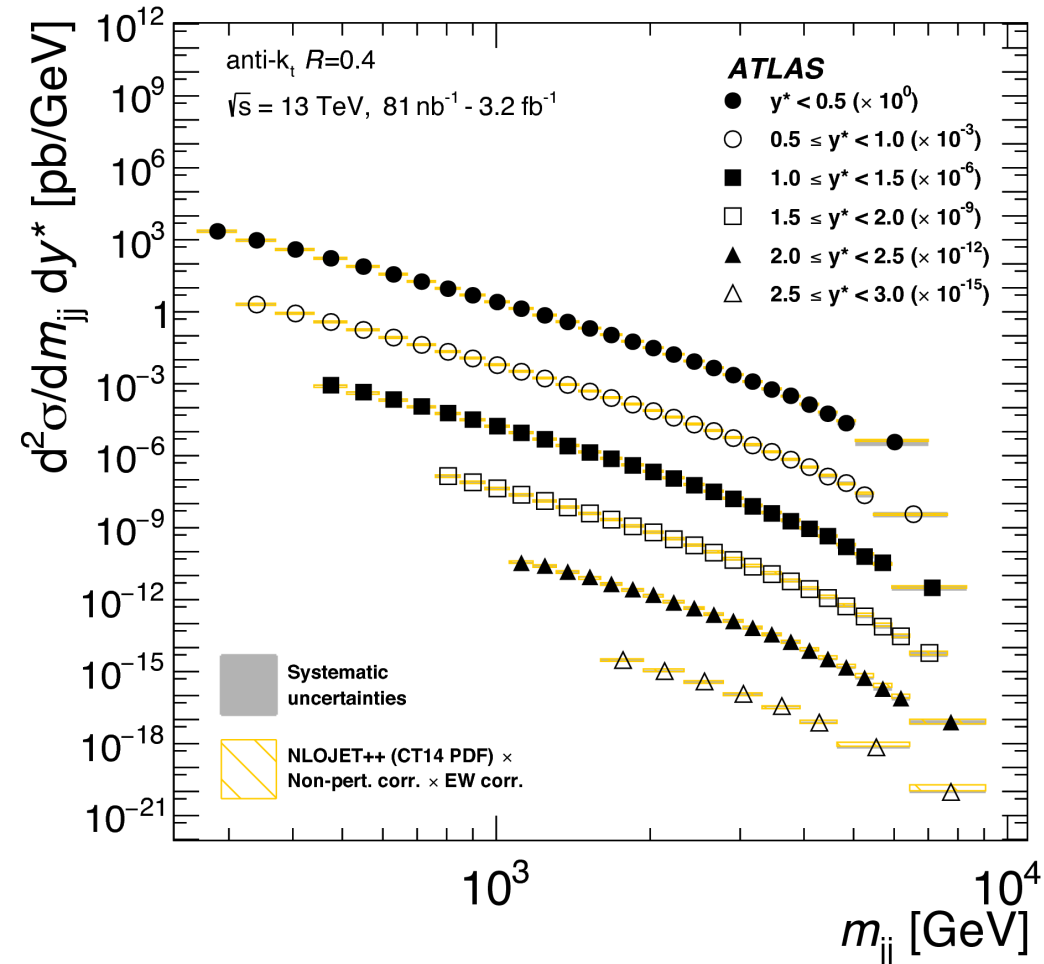 d²σ/dm_jj dy* [pb/GeV]
10¹²
10⁹
10⁶
10³
1
10⁻³
10⁻⁶
10⁻⁹
10⁻¹²
10⁻¹⁵
10⁻¹⁸
10⁻²¹
anti-k_t R=0.4
√s = 13 TeV, 81 nb⁻¹ - 3.2 fb⁻¹
ATLAS
y* < 0.5 (× 10⁰)
0.5 ≤ y* < 1.0 (× 10⁻³)
1.0 ≤ y* < 1.5 (× 10⁻⁶)
1.5 ≤ y* < 2.0 (× 10⁻⁹)
2.0 ≤ y* < 2.5 (× 10⁻¹²)
2.5 ≤ y* < 3.0 (× 10⁻¹⁵)
Systematic
uncertainties
NLOJET++ (CT14 PDF) ×
Non-pert. corr. × EW corr.
10³
10⁴
m_jj [GeV]